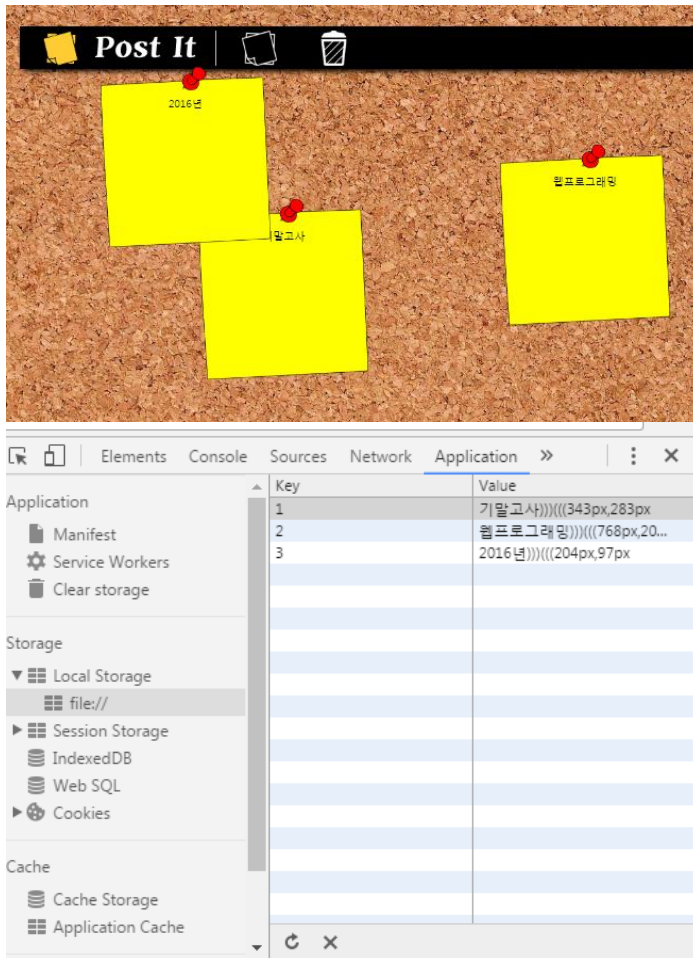 Post It
2016년
웹프로그래밍
말고사
Elements Console Sources Network Application »
Application
Manifest
Service Workers
Clear storage
Storage
Local Storage
file://
Session Storage
IndexedDB
Web SQL
Cookies
Cache
Cache Storage
Application Cache
Key Value
1 기말고사)))(((343px,283px
2 웹프로그래밍)))(((768px,20...
3 2016년)))(((204px,97px